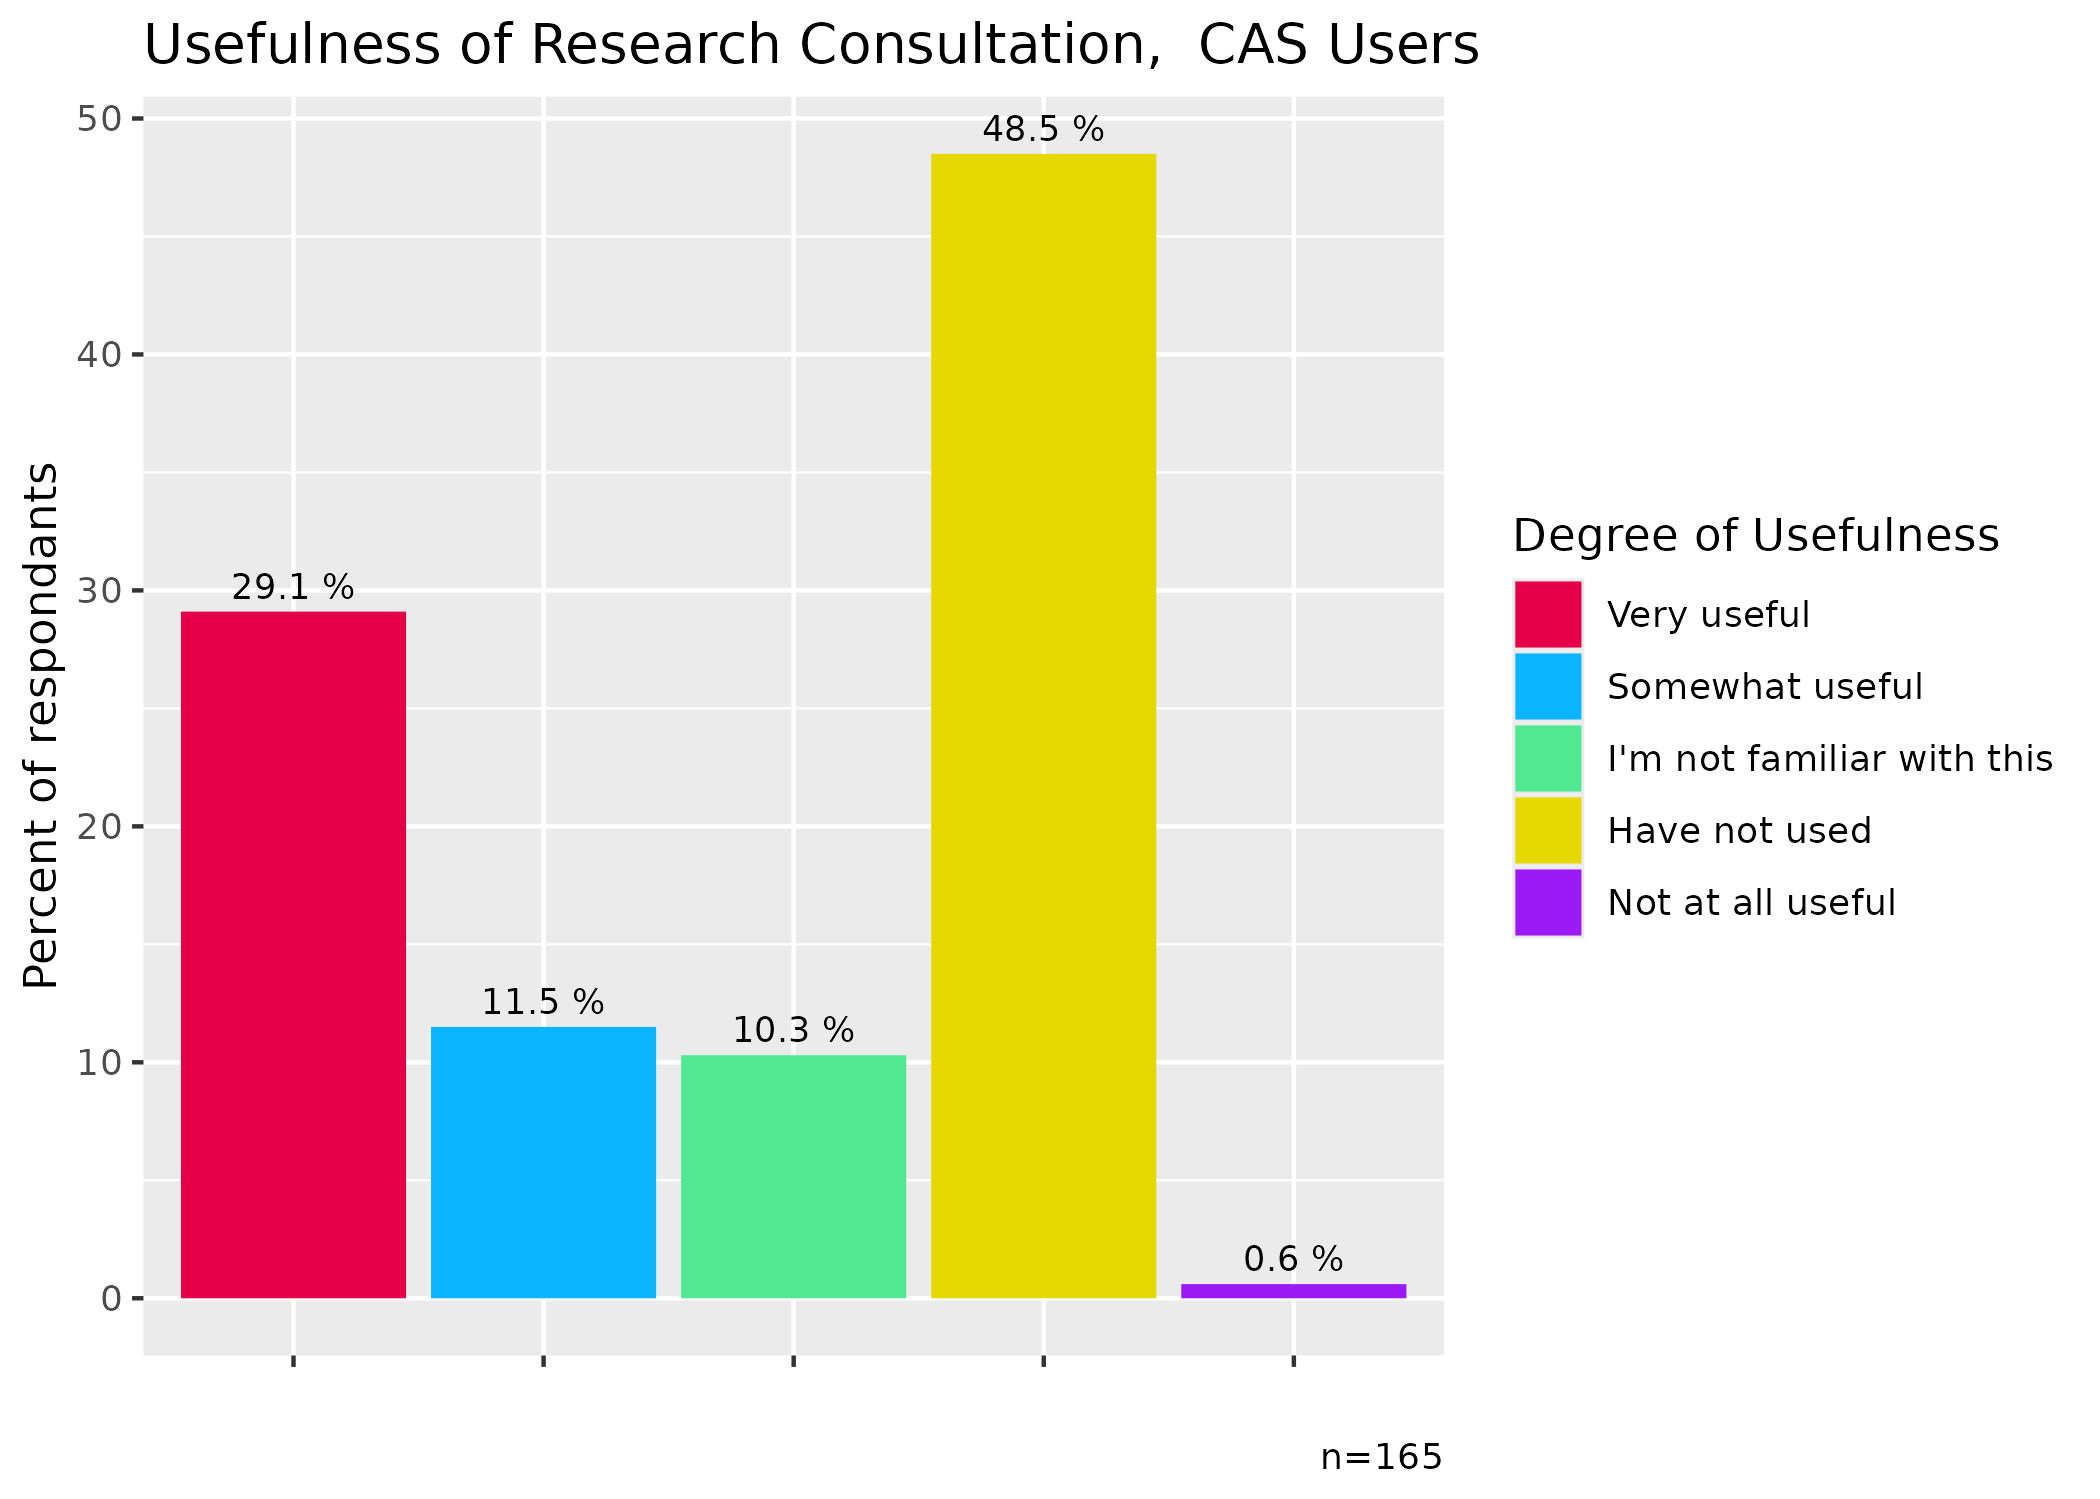 Usefulness of Research Consultation,  CAS Users
Percent of respondants
50
40
30
20
10
0
29.1 %
11.5 %
10.3 %
48.5 %
0.6 %
Degree of Usefulness
Very useful
Somewhat useful
I'm not familiar with this
Have not used
Not at all useful
n=165